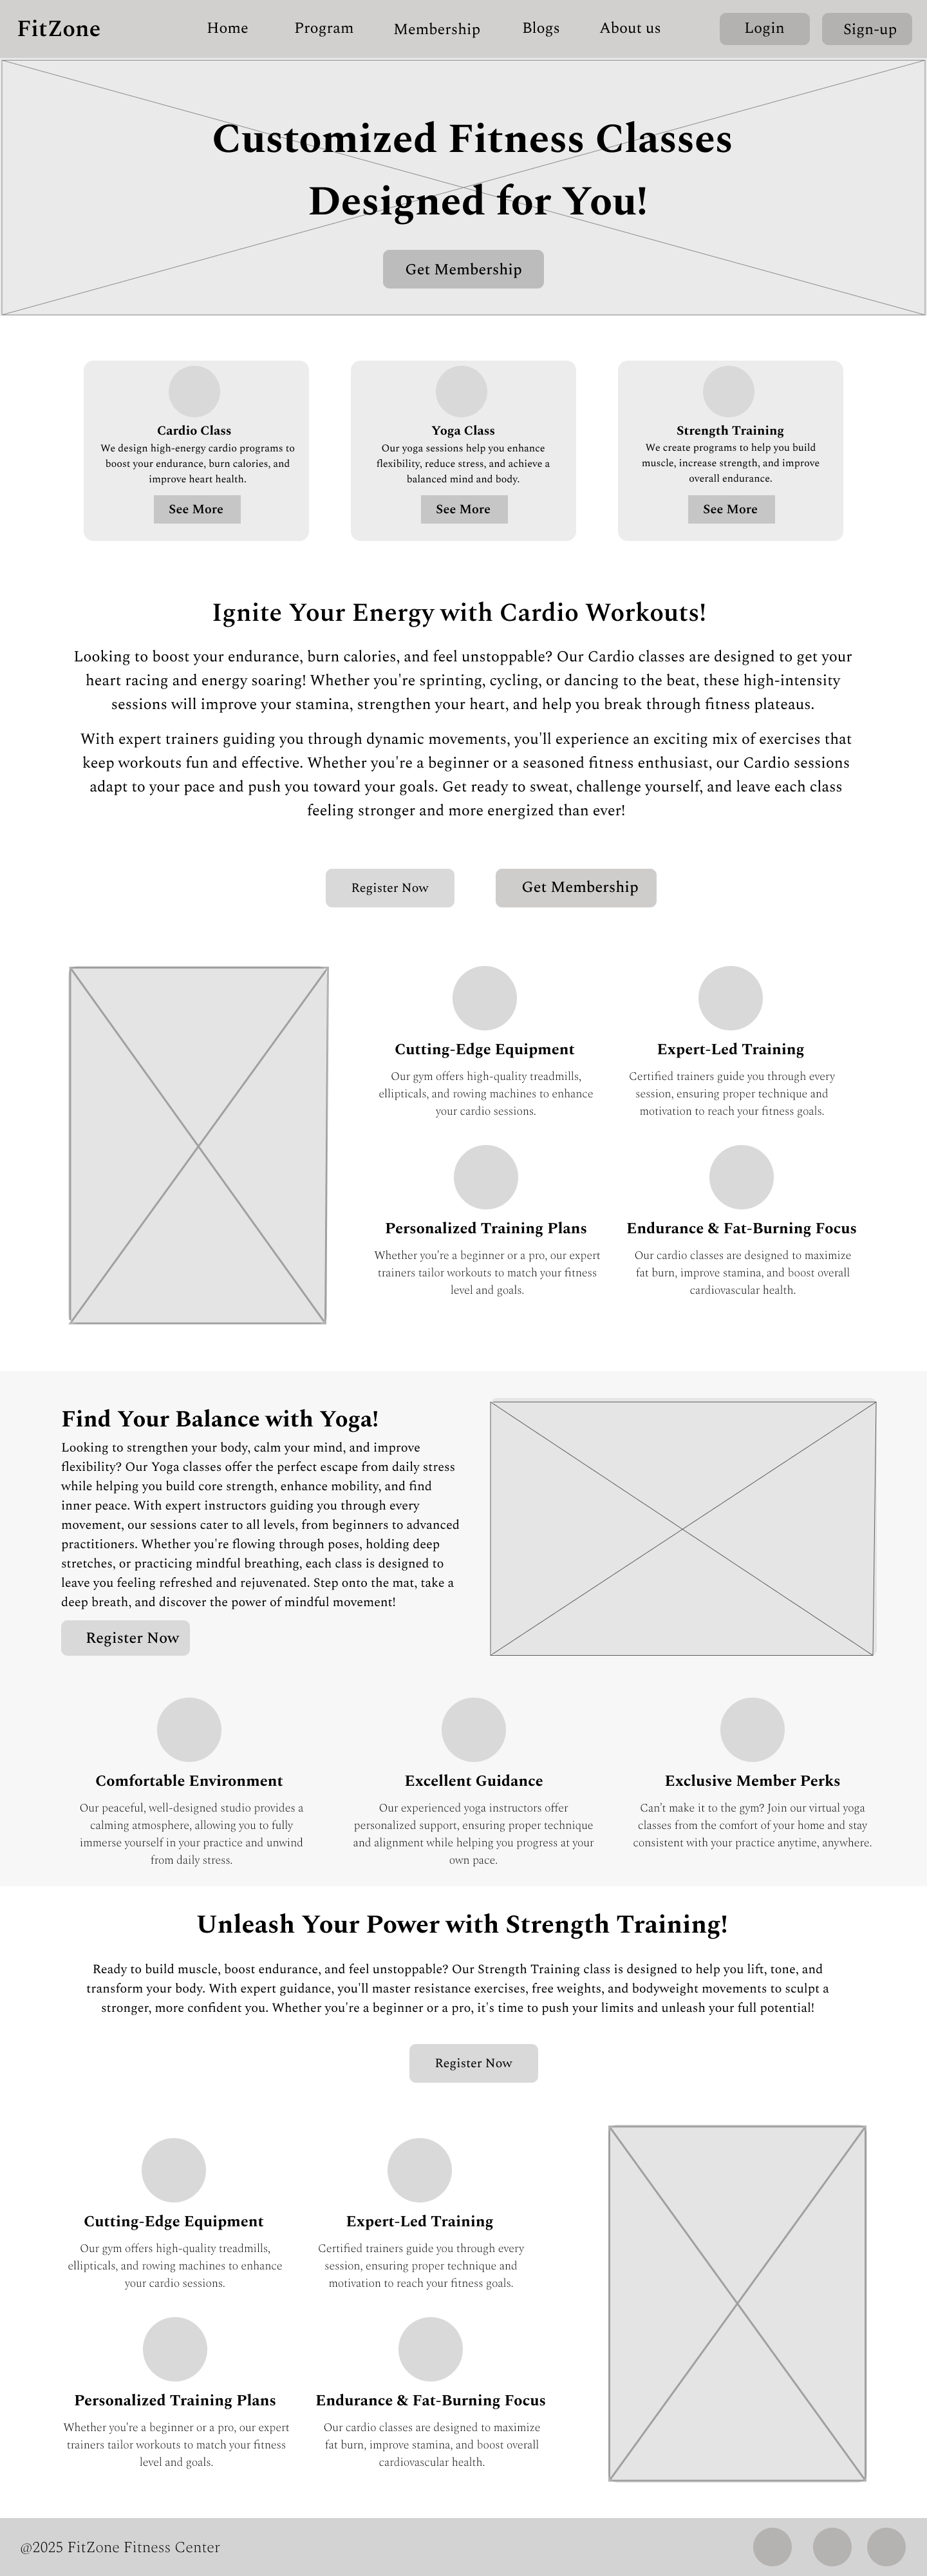 FitZone
Home
Program
Membership
Blogs
About us
Login
Sign-up
Customized Fitness Classes
Designed for You!
Get Membership
Cardio Class
We design high-energy cardio programs to
boost your endurance, burn calories, and
improve heart health.
See More
Yoga Class
Our yoga sessions help you enhance
flexibility, reduce stress, and achieve a
balanced mind and body.
See More
Strength Training
We create programs to help you build
muscle, increase strength, and improve
overall endurance.
See More
Ignite Your Energy with Cardio Workouts!
Looking to boost your endurance, burn calories, and feel unstoppable? Our Cardio classes are designed to get your
heart racing and energy soaring! Whether you're sprinting, cycling, or dancing to the beat, these high-intensity
sessions will improve your stamina, strengthen your heart, and help you break through fitness plateaus.
With expert trainers guiding you through dynamic movements, you'll experience an exciting mix of exercises that
keep workouts fun and effective. Whether you're a beginner or a seasoned fitness enthusiast, our Cardio sessions
adapt to your pace and push you toward your goals. Get ready to sweat, challenge yourself, and leave each class
feeling stronger and more energized than ever!
Register Now
Get Membership
Cutting-Edge Equipment
Our gym offers high-quality treadmills,
ellipticals, and rowing machines to enhance
your cardio sessions.
Expert-Led Training
Certified trainers guide you through every
session, ensuring proper technique and
motivation to reach your fitness goals.
Personalized Training Plans
Whether you're a beginner or a pro, our expert
trainers tailor workouts to match your fitness
level and goals.
Endurance & Fat-Burning Focus
Our cardio classes are designed to maximize
fat burn, improve stamina, and boost overall
cardiovascular health.
Find Your Balance with Yoga!
Looking to strengthen your body, calm your mind, and improve
flexibility? Our Yoga classes offer the perfect escape from daily stress
while helping you build core strength, enhance mobility, and find
inner peace. With expert instructors guiding you through every
movement, our sessions cater to all levels, from beginners to advanced
practitioners. Whether you're flowing through poses, holding deep
stretches, or practicing mindful breathing, each class is designed to
leave you feeling refreshed and rejuvenated. Step onto the mat, take a
deep breath, and discover the power of mindful movement!
Register Now
Comfortable Environment
Our peaceful, well-designed studio provides a
calming atmosphere, allowing you to fully
immerse yourself in your practice and unwind
from daily stress.
Excellent Guidance
Our experienced yoga instructors offer
personalized support, ensuring proper technique
and alignment while helping you progress at your
own pace.
Exclusive Member Perks
Can't make it to the gym? Join our virtual yoga
classes from the comfort of your home and stay
consistent with your practice anytime, anywhere.
Unleash Your Power with Strength Training!
Ready to build muscle, boost endurance, and feel unstoppable? Our Strength Training class is designed to help you lift, tone, and
transform your body. With expert guidance, you'll master resistance exercises, free weights, and bodyweight movements to sculpt a
stronger, more confident you. Whether you're a beginner or a pro, it's time to push your limits and unleash your full potential!
Register Now
Cutting-Edge Equipment
Our gym offers high-quality treadmills,
ellipticals, and rowing machines to enhance
your cardio sessions.
Expert-Led Training
Certified trainers guide you through every
session, ensuring proper technique and
motivation to reach your fitness goals.
Personalized Training Plans
Whether you're a beginner or a pro, our expert
trainers tailor workouts to match your fitness
level and goals.
Endurance & Fat-Burning Focus
Our cardio classes are designed to maximize
fat burn, improve stamina, and boost overall
cardiovascular health.
@2025 FitZone Fitness Center